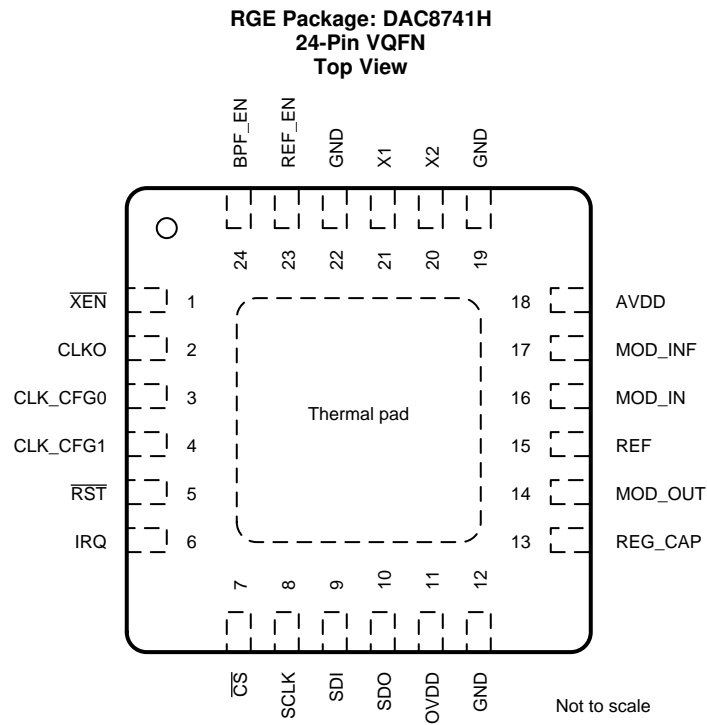 RGE Package: DAC8741H
24-Pin VQFN
Top View
BPF_EN
REF_EN
GND
X1
X2
GND
24
23
22
21
20
19
X̅E̅N̅ 1
CLKO 2
CLK_CFG0 3
CLK_CFG1 4
R̅S̅T̅ 5
IRQ 6
Thermal pad
18 AVDD
17 MOD_INF
16 MOD_IN
15 REF
14 MOD_OUT
13 REG_CAP
7
8
9
10
11
12
C̅S̅
SCLK
SDI
SDO
OVDD
GND
Not to scale